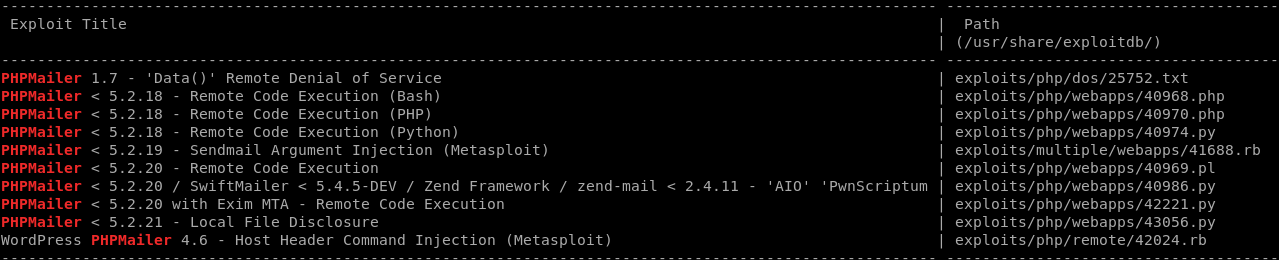 ---------------------------------------------------------------------------------------------------------- -------------------------------------
 Exploit Title | Path
 | (/usr/share/exploitdb/)
---------------------------------------------------------------------------------------------------------- -------------------------------------
PHPMailer 1.7 - 'Data()' Remote Denial of Service | exploits/php/dos/25752.txt
PHPMailer < 5.2.18 - Remote Code Execution (Bash) | exploits/php/webapps/40968.php
PHPMailer < 5.2.18 - Remote Code Execution (PHP) | exploits/php/webapps/40970.php
PHPMailer < 5.2.18 - Remote Code Execution (Python) | exploits/php/webapps/40974.py
PHPMailer < 5.2.19 - Sendmail Argument Injection (Metasploit) | exploits/multiple/webapps/41688.rb
PHPMailer < 5.2.20 - Remote Code Execution | exploits/php/webapps/40969.pl
PHPMailer < 5.2.20 / SwiftMailer < 5.4.5-DEV / Zend Framework / zend-mail < 2.4.11 - 'AIO' 'PwnScriptum | exploits/php/webapps/40986.py
PHPMailer < 5.2.20 with Exim MTA - Remote Code Execution | exploits/php/webapps/42221.py
PHPMailer < 5.2.21 - Local File Disclosure | exploits/php/webapps/43056.py
WordPress PHPMailer 4.6 - Host Header Command Injection (Metasploit) | exploits/php/remote/42024.rb
---------------------------------------------------------------------------------------------------------- -------------------------------------